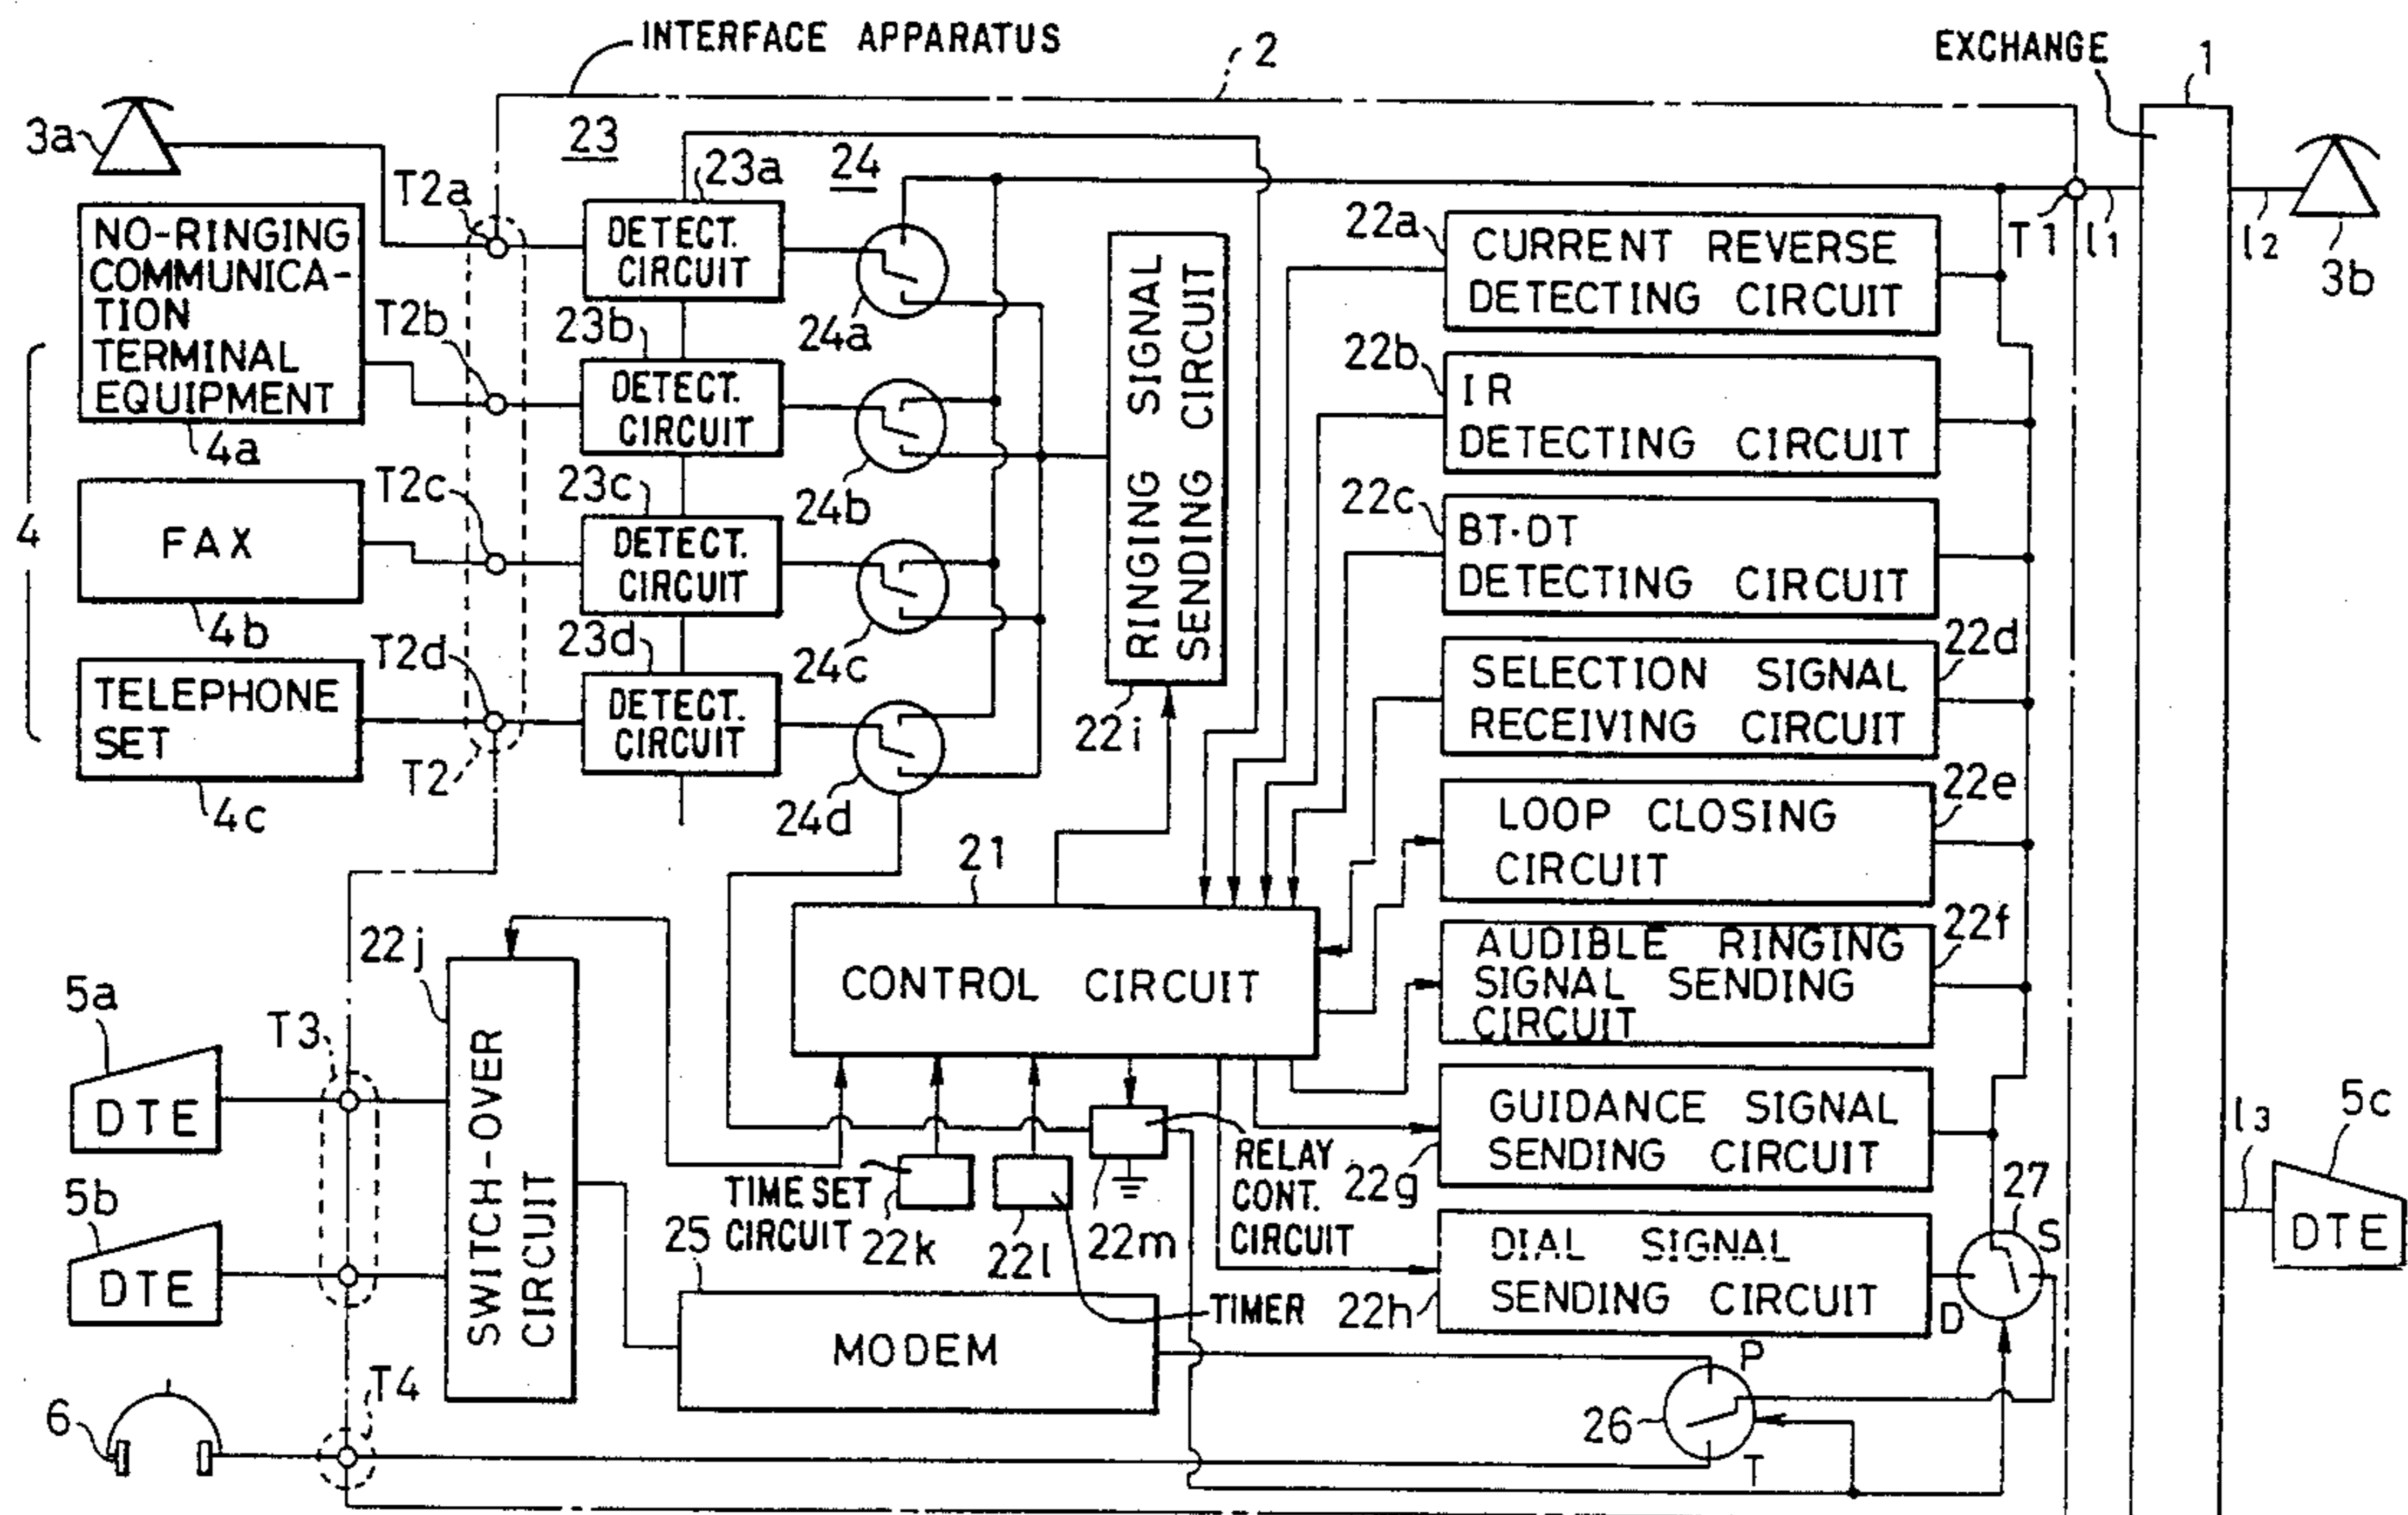 INTERFACE APPARATUS
2
EXCHANGE
1
3a
23
23a
24
T2a
NO-RINGING
COMMUNICA-
TION
TERMINAL
EQUIPMENT
4a
DETECT.
CIRCUIT
24a
T2b
23b
DETECT.
CIRCUIT
24b
RINGING SIGNAL
SENDING CIRCUIT
22i
22a
CURRENT REVERSE
DETECTING CIRCUIT
T1
l1
l2
3b
22b
IR
DETECTING CIRCUIT
4
FAX
4b
T2c
23c
DETECT.
CIRCUIT
24c
22c
BT·DT
DETECTING CIRCUIT
TELEPHONE
SET
4c
T2d
T2
23d
DETECT.
CIRCUIT
24d
SELECTION SIGNAL
RECEIVING CIRCUIT
22d
LOOP CLOSING
CIRCUIT
22e
21
CONTROL CIRCUIT
AUDIBLE RINGING
SIGNAL SENDING
CIRCUIT
22f
22j
SWITCH-OVER
CIRCUIT
5a
DTE
T3
5b
DTE
TIME SET
CIRCUIT
22k
22l
22m
RELAY
CONT.
CIRCUIT
TIMER
GUIDANCE SIGNAL
SENDING CIRCUIT
22g
27
S
D
DIAL SIGNAL
SENDING CIRCUIT
22h
l3
5c
DTE
25
MODEM
P
26
T
6
T4